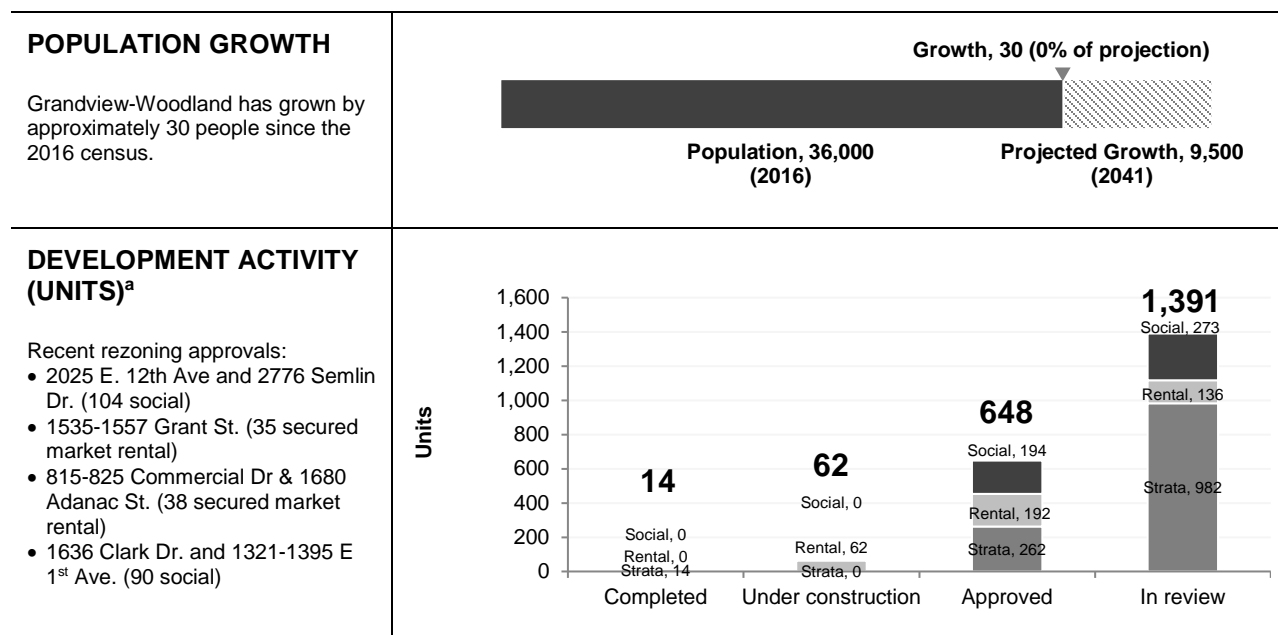 POPULATION GROWTH
Grandview-Woodland has grown by
approximately 30 people since the
2016 census.
Growth, 30 (0% of projection)
Population, 36,000
(2016)
Projected Growth, 9,500
(2041)
DEVELOPMENT ACTIVITY
(UNITS)ᵃ
Recent rezoning approvals:
• 2025 E. 12th Ave and 2776 Semlin
Dr. (104 social)
• 1535-1557 Grant St. (35 secured
market rental)
• 815-825 Commercial Dr & 1680
Adanac St. (38 secured market
rental)
• 1636 Clark Dr. and 1321-1395 E
1ˢᵗ Ave. (90 social)
Units
1,600
1,400
1,200
1,000
800
600
400
200
0
14
Social, 0
Rental, 0
Strata, 14
Completed
62
Social, 0
Rental, 62
Strata, 0
Under construction
648
Social, 194
Rental, 192
Strata, 262
Approved
1,391
Social, 273
Rental, 136
Strata, 982
In review